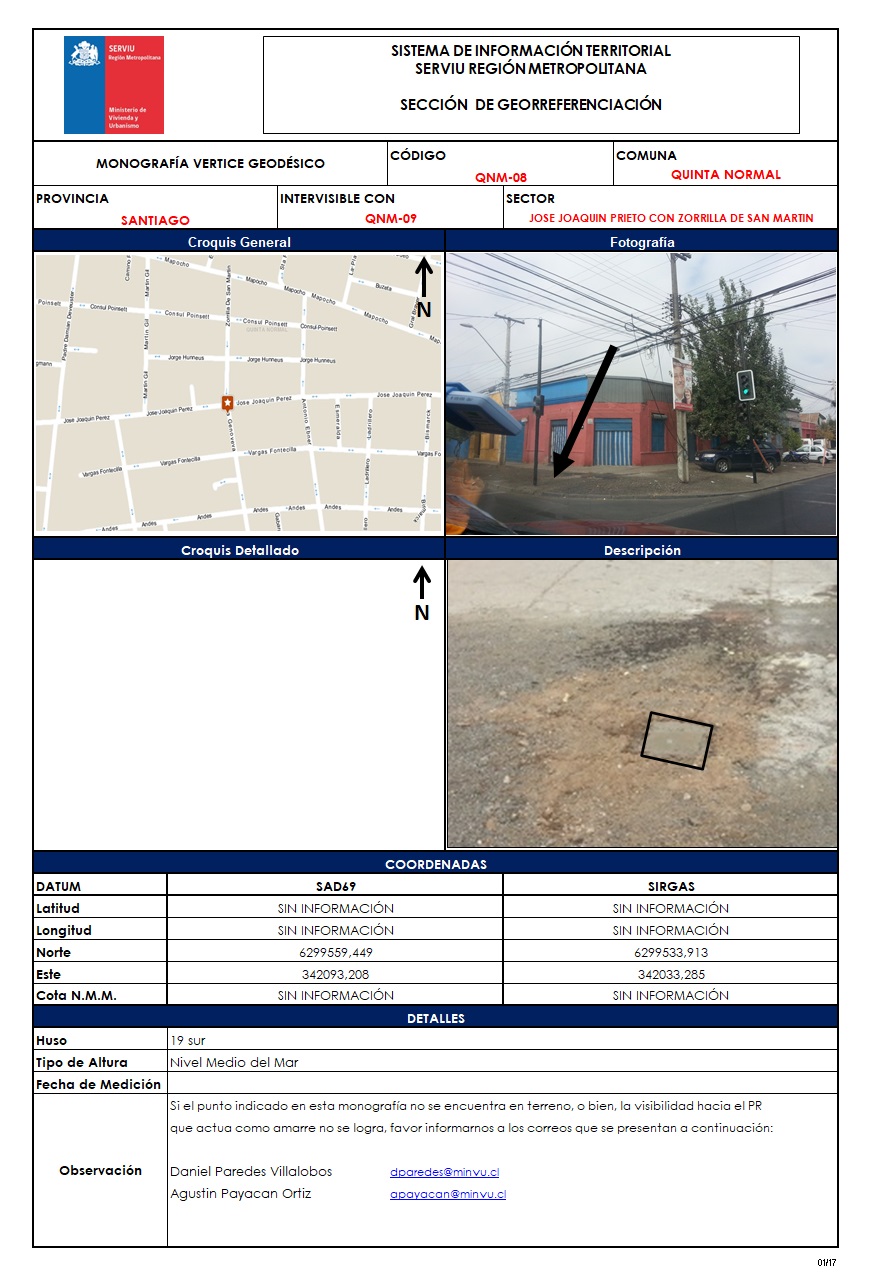 SERVIU
Región Metropolitana
Ministerio de
Vivienda y
Urbanismo
SISTEMA DE INFORMACIÓN TERRITORIAL
SERVIU REGIÓN METROPOLITANA
SECCIÓN DE GEORREFERENCIACIÓN
MONOGRAFÍA VERTICE GEODÉSICO
CÓDIGO
QNM-08
COMUNA
QUINTA NORMAL
PROVINCIA
SANTIAGO
INTERVISIBLE CON
QNM-09
SECTOR
JOSE JOAQUIN PRIETO CON ZORRILLA DE SAN MARTIN
Croquis General
Fotografía
Mapocho
Mapocho
Mapocho
Mapocho
Mapocho
Buzeta
Martin Gil
Zorrilla De San Martin
N
Poinsett
Consul Poinsett
Consul Poinsett
Consul Poinsett
Consul Poinsett
QUINTA NORMAL
Padre Damian Deveuster
Martin Gil
Jorge Hunneus
Jorge Hunneus
Jorge Hunneus
Martin Gil
Jose Joaquin Perez
Jose Joaquin Perez
Jose Joaquin Perez
Jose Joaquin Perez
Genoveva
Antonio Ebner
Esmeralda
Ladrillero
Bismarck
Vargas Fontecilla
Vargas Fontecilla
Vargas Fontecilla
Vargas Fo
Ladrillero
Bismarck
Andes
Andes
Andes
Andes
Andes
Andes
Croquis Detallado
Descripción
N
COORDENADAS
DATUM SAD69 SIRGAS
Latitud SIN INFORMACIÓN SIN INFORMACIÓN
Longitud SIN INFORMACIÓN SIN INFORMACIÓN
Norte 6299559,449 6299533,913
Este 342093,208 342033,285
Cota N.M.M. SIN INFORMACIÓN SIN INFORMACIÓN
DETALLES
Huso 19 sur
Tipo de Altura Nivel Medio del Mar
Fecha de Medición
Observación
Si el punto indicado en esta monografía no se encuentra en terreno, o bien, la visibilidad hacia el PR
que actua como amarre no se logra, favor informarnos a los correos que se presentan a continuación:
Daniel Paredes Villalobos dparedes@minvu.cl
Agustin Payacan Ortiz apayacan@minvu.cl
01/17